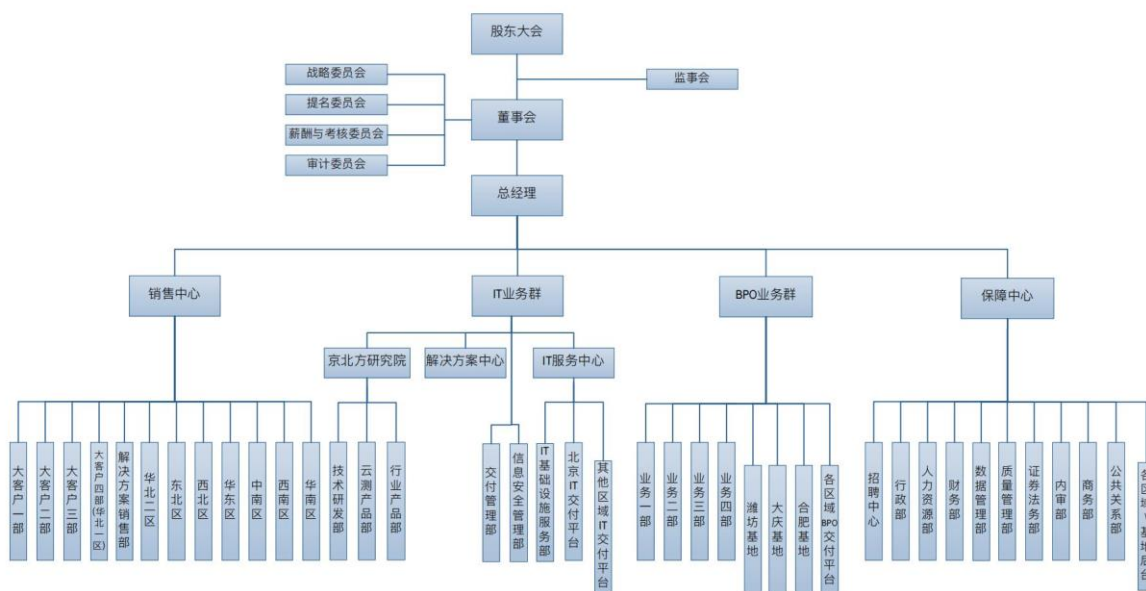 股东大会
战略委员会
监事会
提名委员会
董事会
薪酬与考核委员会
审计委员会
总经理
销售中心
IT业务群
BPO业务群
保障中心
京北方研究院
解决方案中心
IT服务中心
大客户一部
大客户二部
大客户三部
大客户四部(华北一区)
解决方案销售部
华北二区
东北区
西北区
华东区
中南区
西南区
华南区
技术研发部
云测产品部
行业产品部
交付管理部
信息安全管理部
IT基础设施服务部
北京IT交付平台
其他区域IT交付平台
业务一部
业务二部
业务三部
业务四部
潍坊基地
大庆基地
合肥基地
各区域BPO交付平台
招聘中心
行政部
人力资源部
财务部
数据管理部
质量管理部
证券法务部
内审部
商务部
公共关系部
各区域
基地后台